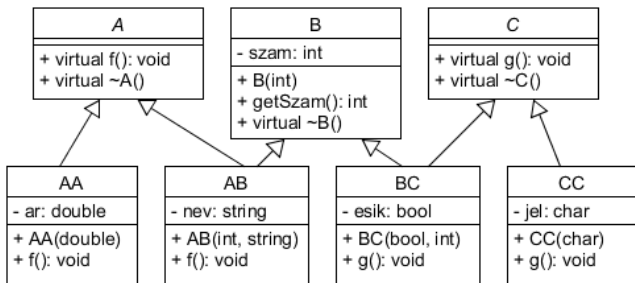 A
+ virtual f(): void
+ virtual ~A()
B
- szam: int
+ B(int)
+ getSzam(): int
+ virtual ~B()
C
+ virtual g(): void
+ virtual ~C()
AA
- ar: double
+ AA(double)
+ f(): void
AB
- nev: string
+ AB(int, string)
+ f(): void
BC
- esik: bool
+ BC(bool, int)
+ g(): void
CC
- jel: char
+ CC(char)
+ g(): void